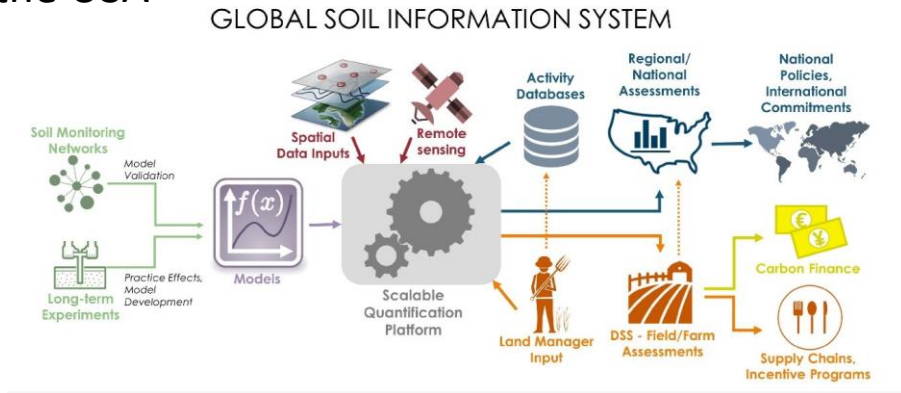 the USA
GLOBAL SOIL INFORMATION SYSTEM
Soil Monitoring
Networks
Model
Validation
Long-term
Experiments
Practice Effects,
Model
Development
f(x)
Models
Spatial
Data Inputs
Remote
sensing
Scalable
Quantification
Platform
Activity
Databases
Land Manager
Input
Regional/
National
Assessments
DSS - Field/Farm
Assessments
National
Policies,
International
Commitments
€
¥
Carbon Finance
Supply Chains,
Incentive Programs